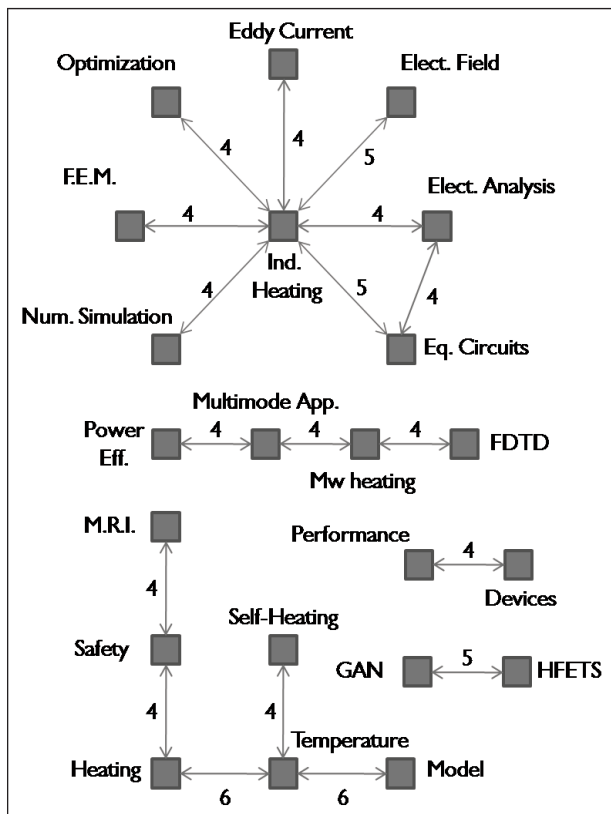 Eddy Current
Optimization
Elect. Field
4
4
5
F.E.M.
Elect. Analysis
4
4
Ind.
Heating
4
5
4
Num. Simulation
Eq. Circuits
Multimode App.
Power
Eff.
4
4
4
FDTD
Mw heating
M.R.I.
Performance
4
Devices
4
Self-Heating
Safety
GAN
5
HFETS
4
4
Temperature
Heating
Model
6
6